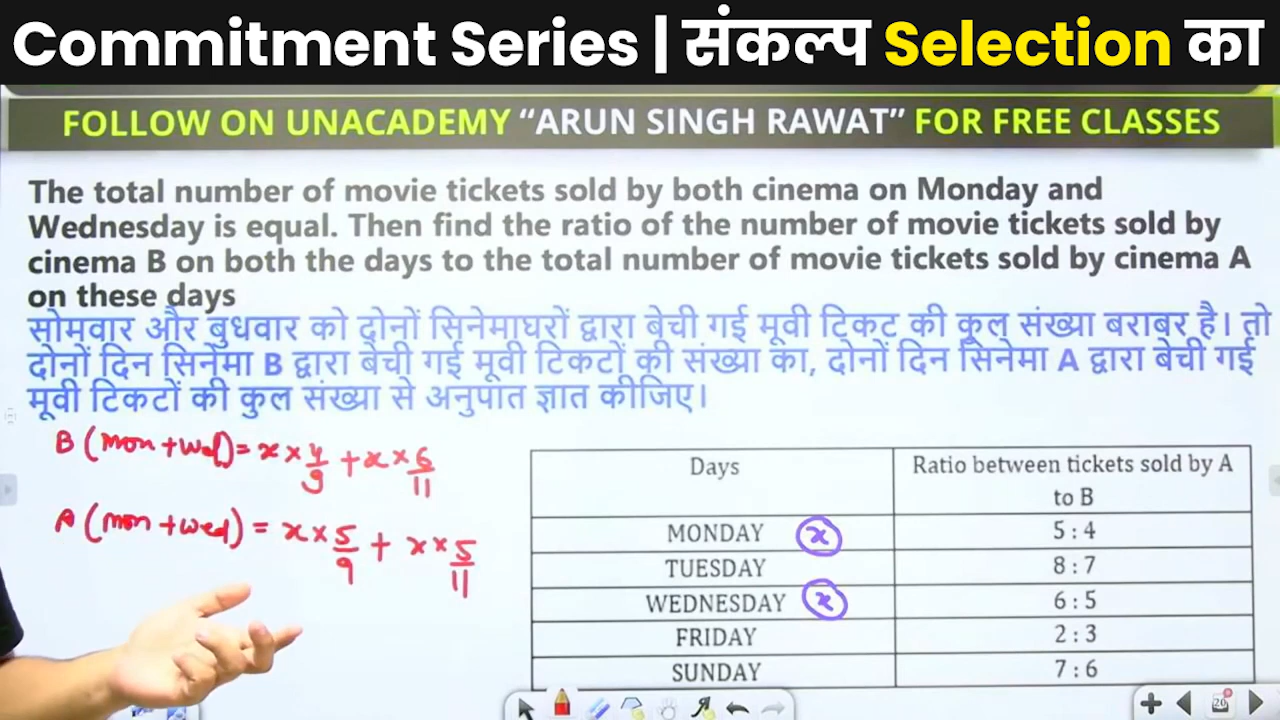 Commitment Series | संकल्प Selection का
FOLLOW ON UNACADEMY “ARUN SINGH RAWAT” FOR FREE CLASSES
The total number of movie tickets sold by both cinema on Monday and
Wednesday is equal. Then find the ratio of the number of movie tickets sold by
cinema B on both the days to the total number of movie tickets sold by cinema A
on these days
सोमवार और बुधवार को दोनों सिनेमाघरों द्वारा बेची गई मूवी टिकट की कुल संख्या बराबर है। तो
दोनों दिन सिनेमा B द्वारा बेची गई मूवी टिकटों की संख्या का, दोनों दिन सिनेमा A द्वारा बेची गई
मूवी टिकटों की कुल संख्या से अनुपात ज्ञात कीजिए।
B (mon + wed) = x × 4/9 + x × 6/11
A (mon + wed) = x × 5/9 + x × 5/11
Days Ratio between tickets sold by A
to B
MONDAY x 5 : 4
TUESDAY 8 : 7
WEDNESDAY x 6 : 5
FRIDAY 2 : 3
SUNDAY 7 : 6
20